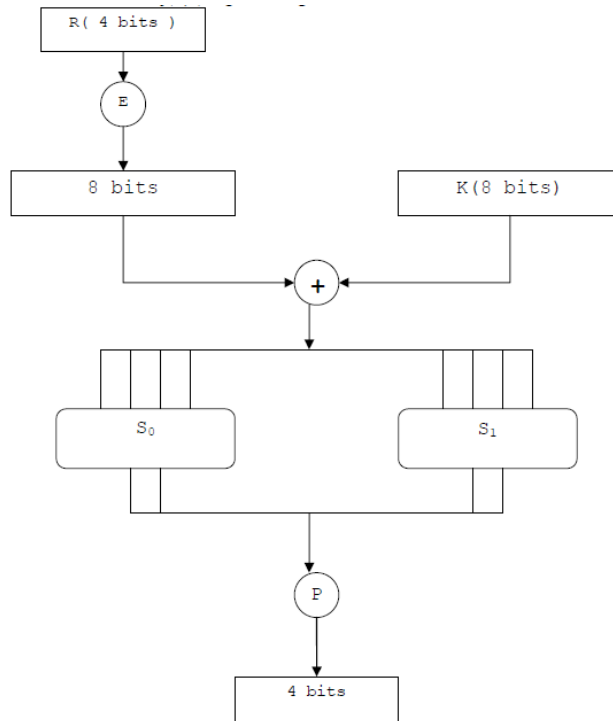 R( 4 bits )
E
8 bits
K(8 bits)
+
S₀
S₁
P
4 bits